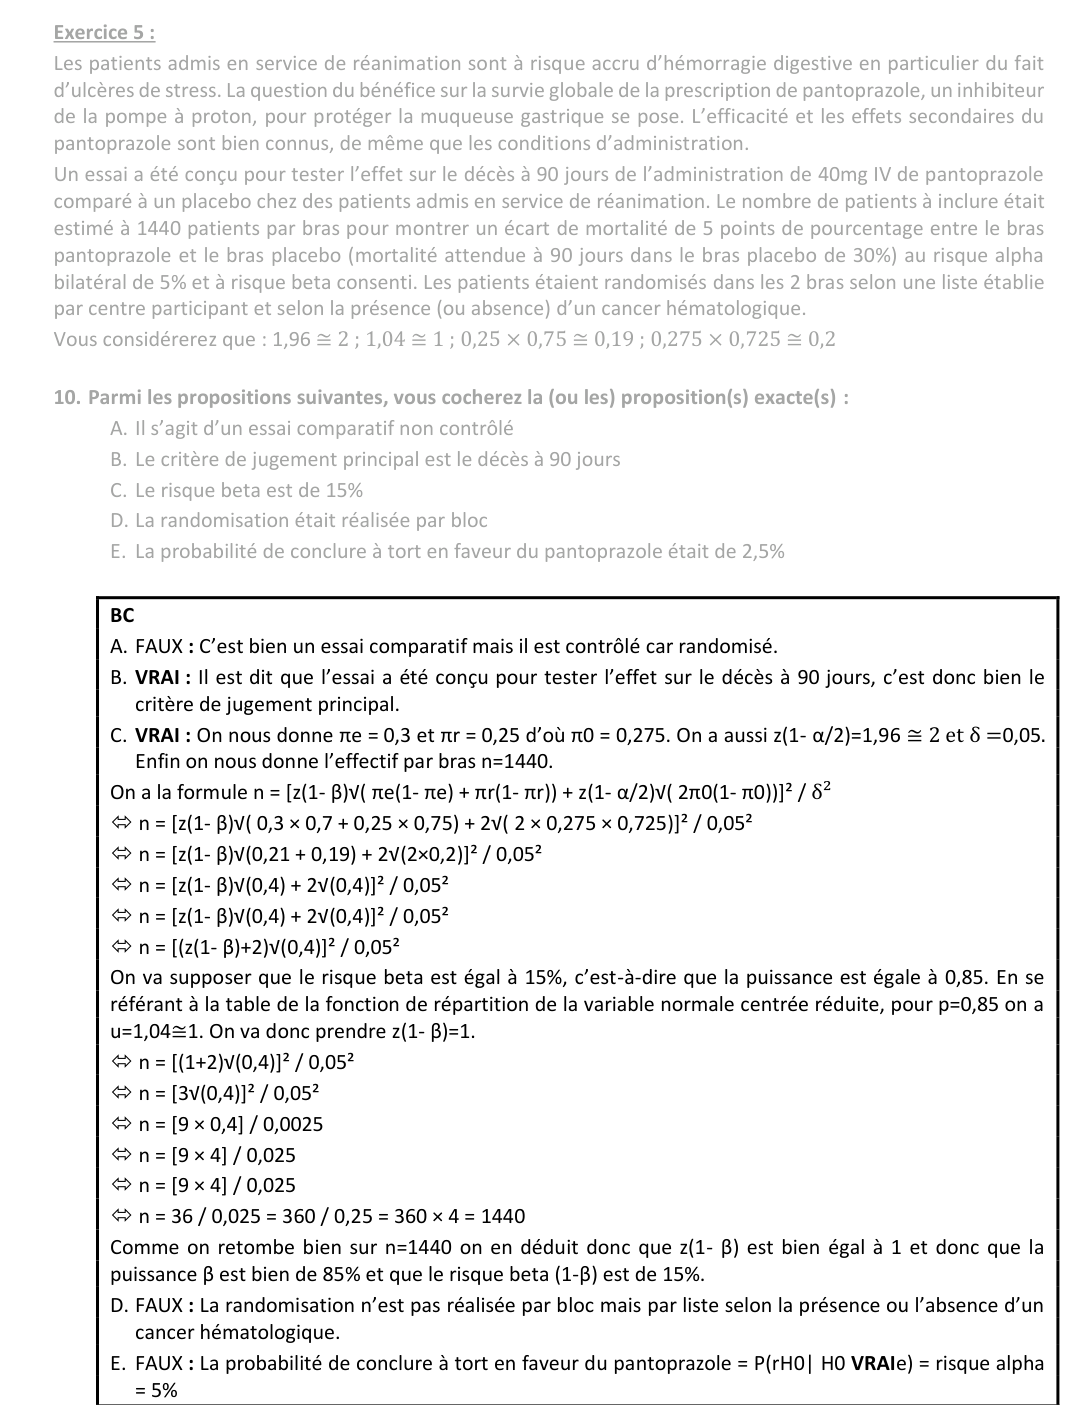 Exercice 5 :
Les patients admis en service de réanimation sont à risque accru d’hémorragie digestive en particulier du fait
d’ulcères de stress. La question du bénéfice sur la survie globale de la prescription de pantoprazole, un inhibiteur
de la pompe à proton, pour protéger la muqueuse gastrique se pose. L’efficacité et les effets secondaires du
pantoprazole sont bien connus, de même que les conditions d’administration.
Un essai a été conçu pour tester l’effet sur le décès à 90 jours de l’administration de 40mg IV de pantoprazole
comparé à un placebo chez des patients admis en service de réanimation. Le nombre de patients à inclure était
estimé à 1440 patients par bras pour montrer un écart de mortalité de 5 points de pourcentage entre le bras
pantoprazole et le bras placebo (mortalité attendue à 90 jours dans le bras placebo de 30%) au risque alpha
bilatéral de 5% et à risque beta consenti. Les patients étaient randomisés dans les 2 bras selon une liste établie
par centre participant et selon la présence (ou absence) d’un cancer hématologique.
Vous considérerez que : 1,96 ≅ 2 ; 1,04 ≅ 1 ; 0,25 × 0,75 ≅ 0,19 ; 0,275 × 0,725 ≅ 0,2
10. Parmi les propositions suivantes, vous cocherez la (ou les) proposition(s) exacte(s) :
A. Il s’agit d’un essai comparatif non contrôlé
B. Le critère de jugement principal est le décès à 90 jours
C. Le risque beta est de 15%
D. La randomisation était réalisée par bloc
E. La probabilité de conclure à tort en faveur du pantoprazole était de 2,5%
BC
A. FAUX : C’est bien un essai comparatif mais il est contrôlé car randomisé.
B. VRAI : Il est dit que l’essai a été conçu pour tester l’effet sur le décès à 90 jours, c’est donc bien le
critère de jugement principal.
C. VRAI : On nous donne πe = 0,3 et πr = 0,25 d’où π0 = 0,275. On a aussi z(1- α/2)=1,96 ≅ 2 et δ =0,05.
Enfin on nous donne l’effectif par bras n=1440.
On a la formule n = [z(1- β)√( πe(1- πe) + πr(1- πr)) + z(1- α/2)√( 2π0(1- π0))]² / δ²
⇔ n = [z(1- β)√( 0,3 × 0,7 + 0,25 × 0,75) + 2√( 2 × 0,275 × 0,725)]² / 0,05²
⇔ n = [z(1- β)√(0,21 + 0,19) + 2√(2×0,2)]² / 0,05²
⇔ n = [z(1- β)√(0,4) + 2√(0,4)]² / 0,05²
⇔ n = [z(1- β)√(0,4) + 2√(0,4)]² / 0,05²
⇔ n = [(z(1- β)+2)√(0,4)]² / 0,05²
On va supposer que le risque beta est égal à 15%, c’est-à-dire que la puissance est égale à 0,85. En se
référant à la table de la fonction de répartition de la variable normale centrée réduite, pour p=0,85 on a
u=1,04≅1. On va donc prendre z(1- β)=1.
⇔ n = [(1+2)√(0,4)]² / 0,05²
⇔ n = [3√(0,4)]² / 0,05²
⇔ n = [9 × 0,4] / 0,0025
⇔ n = [9 × 4] / 0,025
⇔ n = [9 × 4] / 0,025
⇔ n = 36 / 0,025 = 360 / 0,25 = 360 × 4 = 1440
Comme on retombe bien sur n=1440 on en déduit donc que z(1- β) est bien égal à 1 et donc que la
puissance β est bien de 85% et que le risque beta (1-β) est de 15%.
D. FAUX : La randomisation n’est pas réalisée par bloc mais par liste selon la présence ou l’absence d’un
cancer hématologique.
E. FAUX : La probabilité de conclure à tort en faveur du pantoprazole = P(rH0| H0 VRAIe) = risque alpha
= 5%